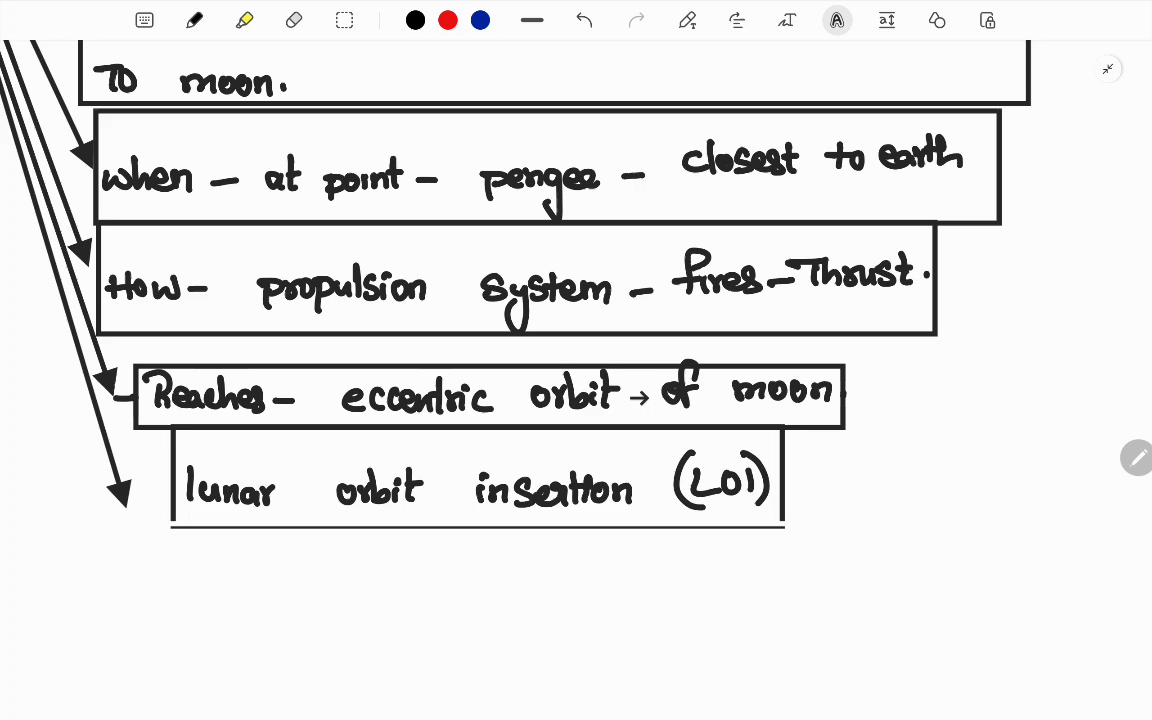 To moon.
When - at point - perigee - closest to earth
How - propulsion system - fires - Thrust.
Reaches - eccentric orbit → of moon
lunar orbit insertion (LOI)